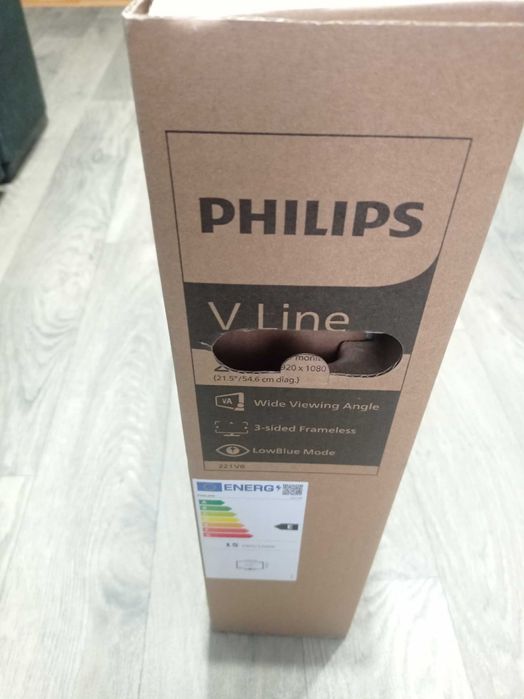 PHILIPS
V Line
920 x 1080
(21.5"/54.6 cm diag.)
VA
Wide Viewing Angle
3-sided Frameless
LowBlue Mode
221V8
ENERG
A
E
15